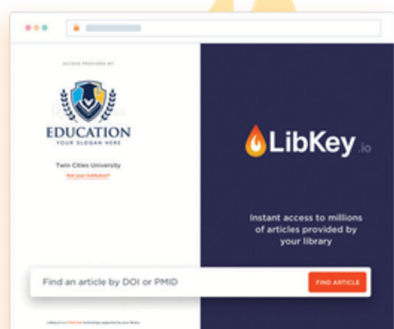 ACCESS PROVIDED BY:
EDUCATION
YOUR SLOGAN HERE
Twin Cities University
Not your institution?
LibKey.io
Instant access to millions
of articles provided by
your library
Find an article by DOI or PMID
FIND ARTICLE